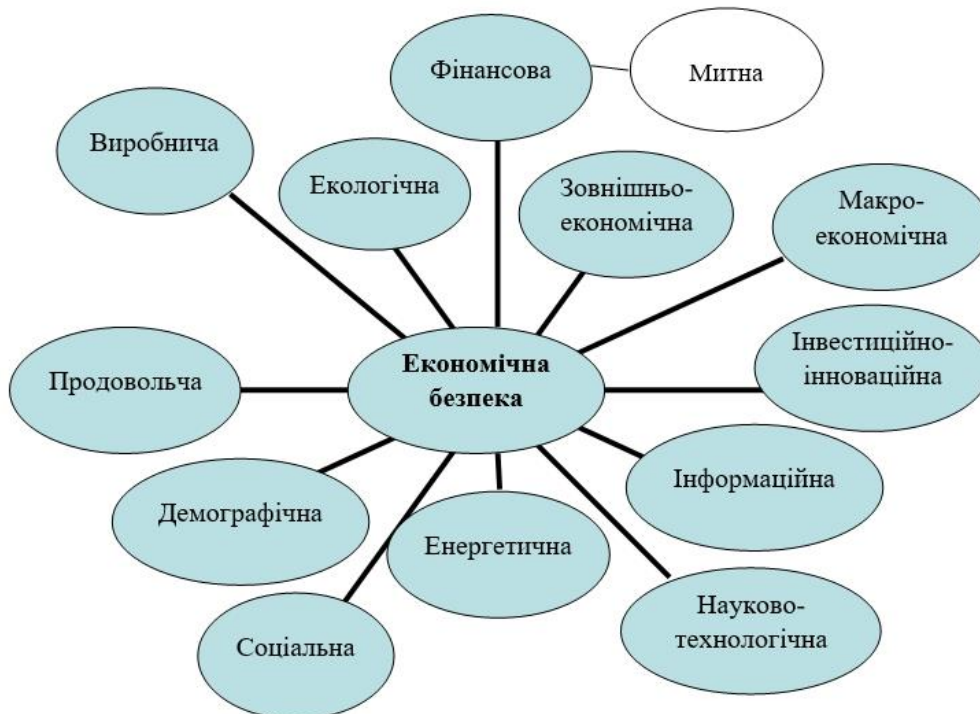 Фінансова
Митна
Виробнича
Екологічна
Зовнішньо-
економічна
Макро-
економічна
Економічна
безпека
Інвестиційно-
інноваційна
Продовольча
Інформаційна
Демографічна
Енергетична
Науково-
технологічна
Соціальна